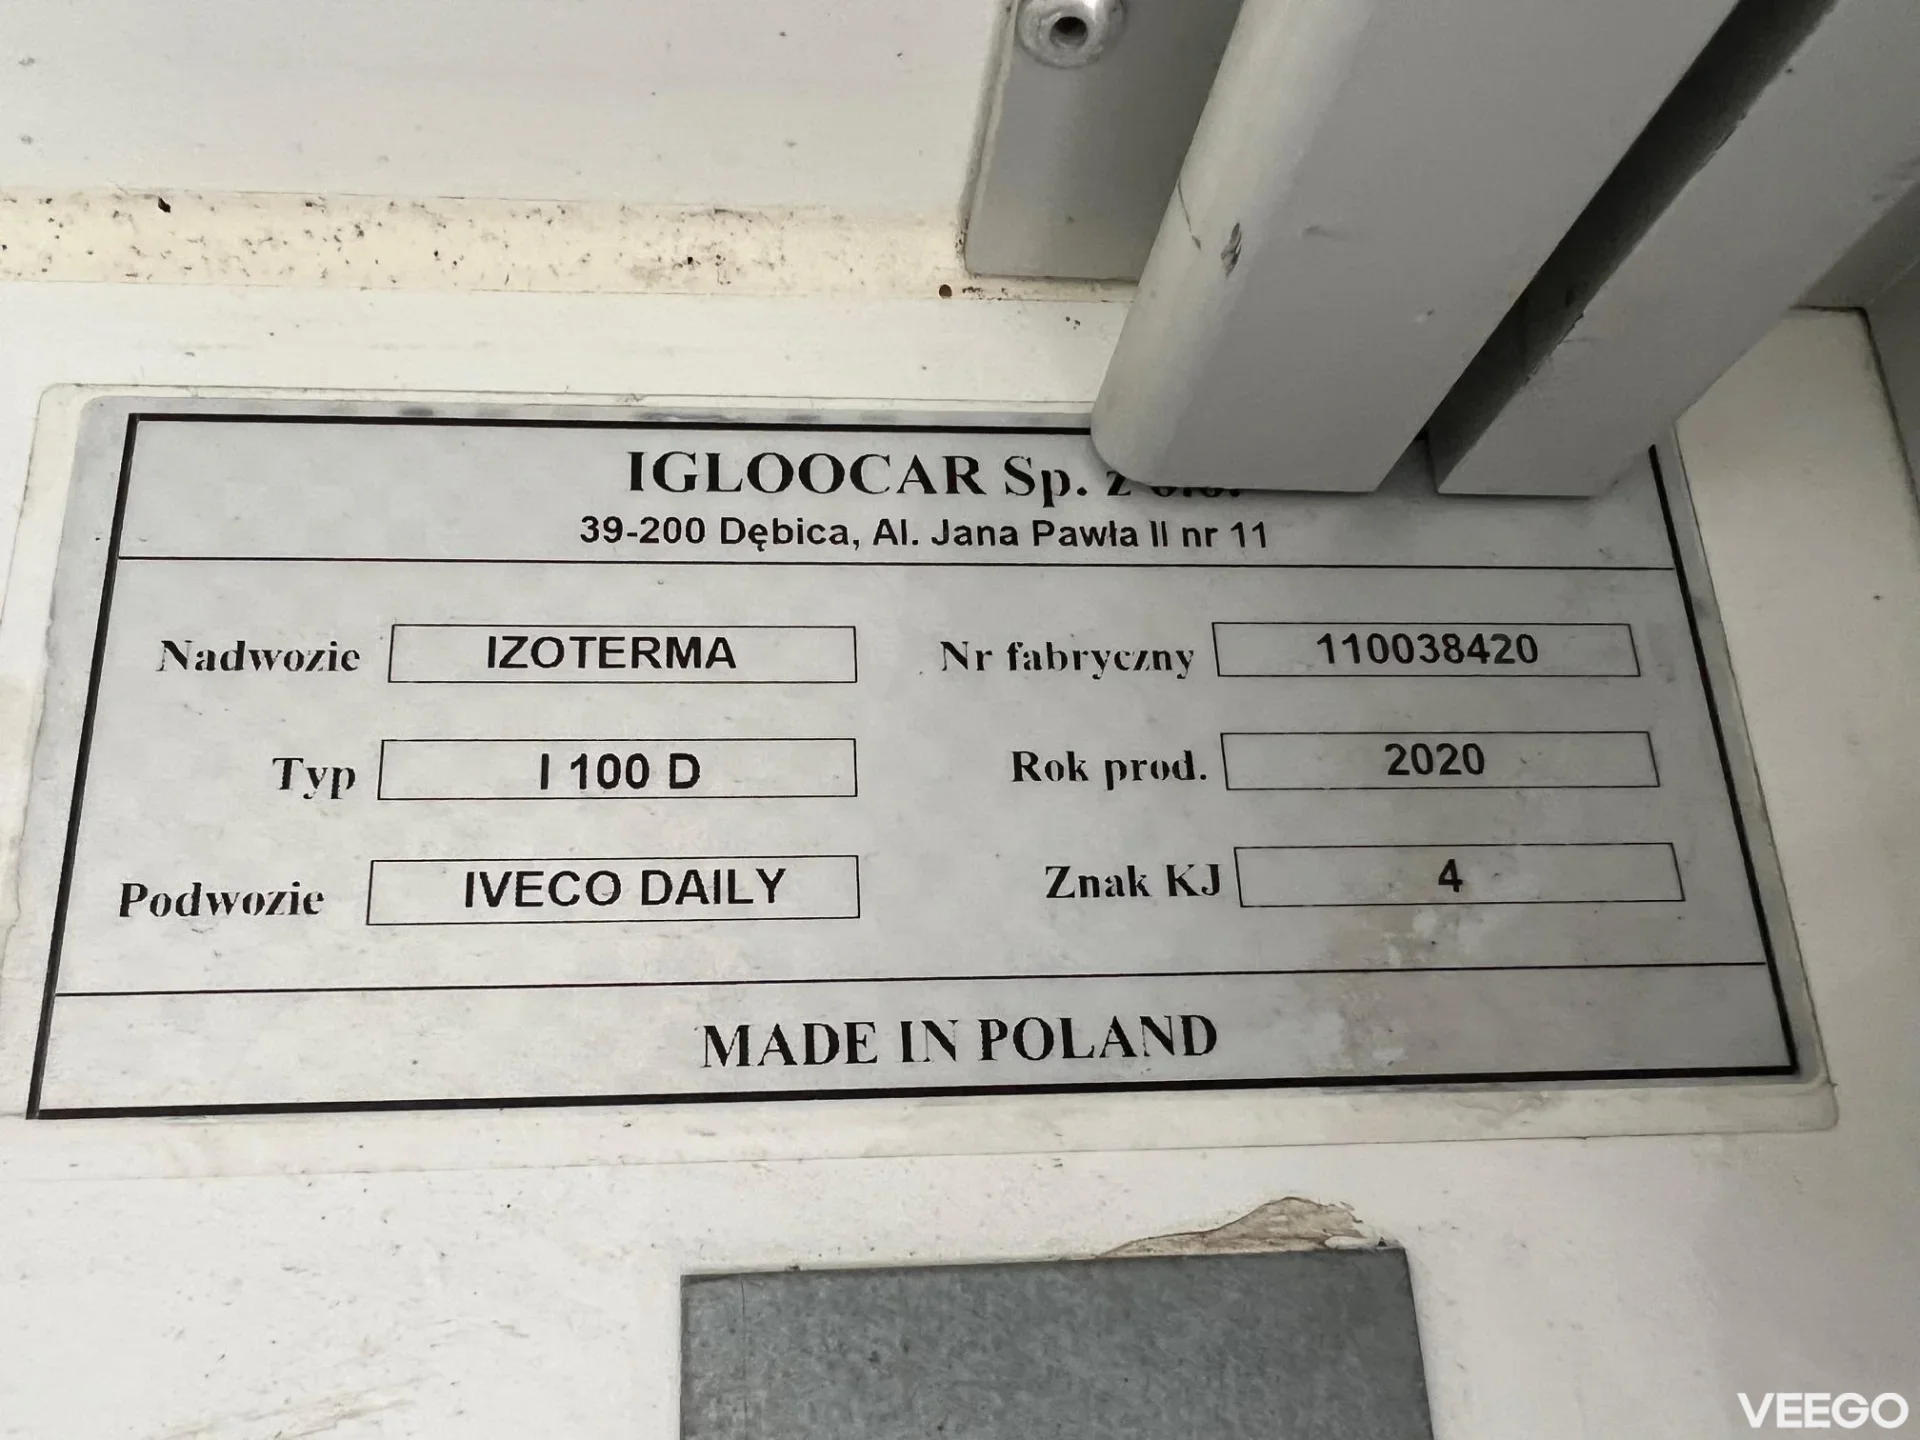 IGLOOCAR Sp. z o.o.
39-200 Dębica, Al. Jana Pawła II nr 11
Nadwozie IZOTERMA Nr fabryczny 110038420
Typ I 100 D Rok prod. 2020
Podwozie IVECO DAILY Znak KJ 4
MADE IN POLAND
VEEGO